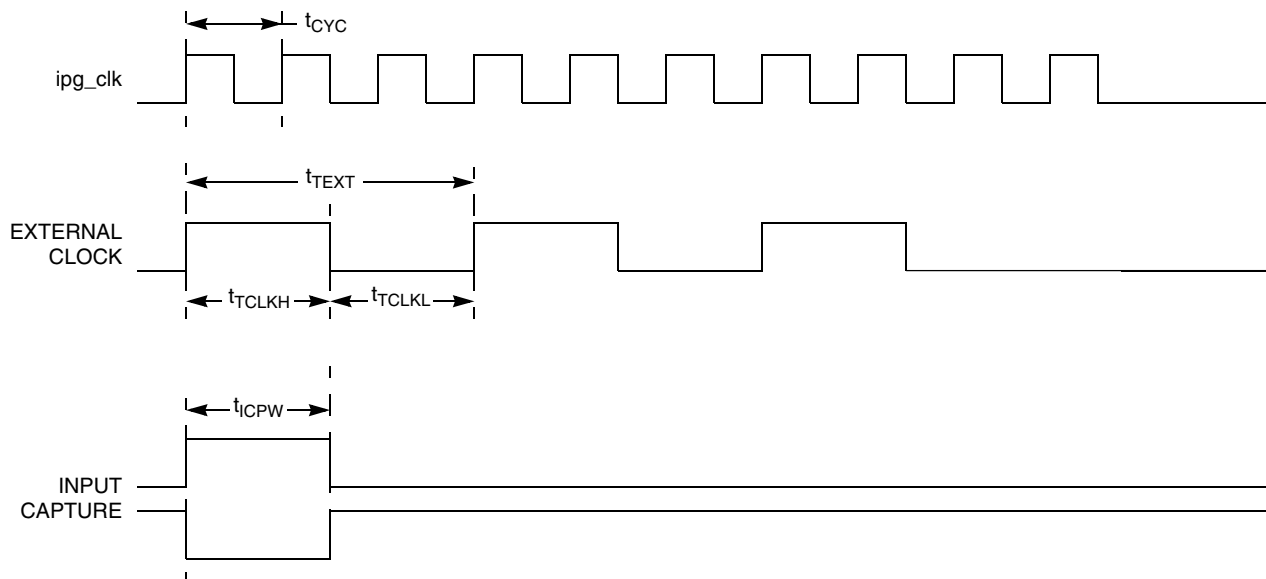 tCYC
ipg_clk
tTEXT
EXTERNAL
CLOCK
tTCLKH
tTCLKL
tICPW
INPUT
CAPTURE